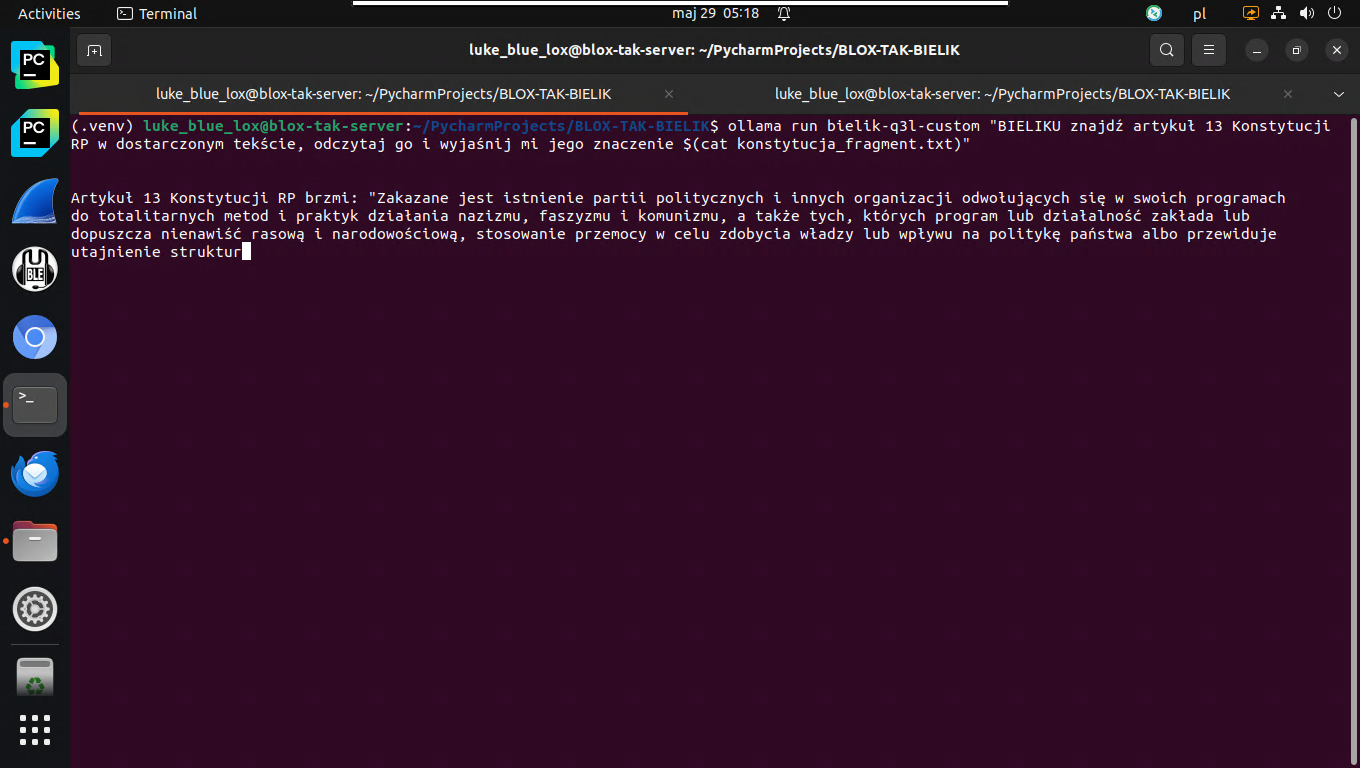 Activities
Terminal
maj 29 05:18
pl
luke_blue_lox@blox-tak-server: ~/PycharmProjects/BLOX-TAK-BIELIK
luke_blue_lox@blox-tak-server: ~/PycharmProjects/BLOX-TAK-BIELIK
luke_blue_lox@blox-tak-server: ~/PycharmProjects/BLOX-TAK-BIELIK
(.venv) luke_blue_lox@blox-tak-server:~/PycharmProjects/BLOX-TAK-BIELIK$ ollama run bielik-q3l-custom "BIELIKU znajdź artykuł 13 Konstytucji
RP w dostarczonym tekście, odczytaj go i wyjaśnij mi jego znaczenie $(cat konstytucja_fragment.txt)"
Artykuł 13 Konstytucji RP brzmi: "Zakazane jest istnienie partii politycznych i innych organizacji odwołujących się w swoich programach
do totalitarnych metod i praktyk działania nazizmu, faszyzmu i komunizmu, a także tych, których program lub działalność zakłada lub
dopuszcza nienawiść rasową i narodowościową, stosowanie przemocy w celu zdobycia władzy lub wpływu na politykę państwa albo przewiduje
utajnienie struktur
PC
PC
BLE
>_